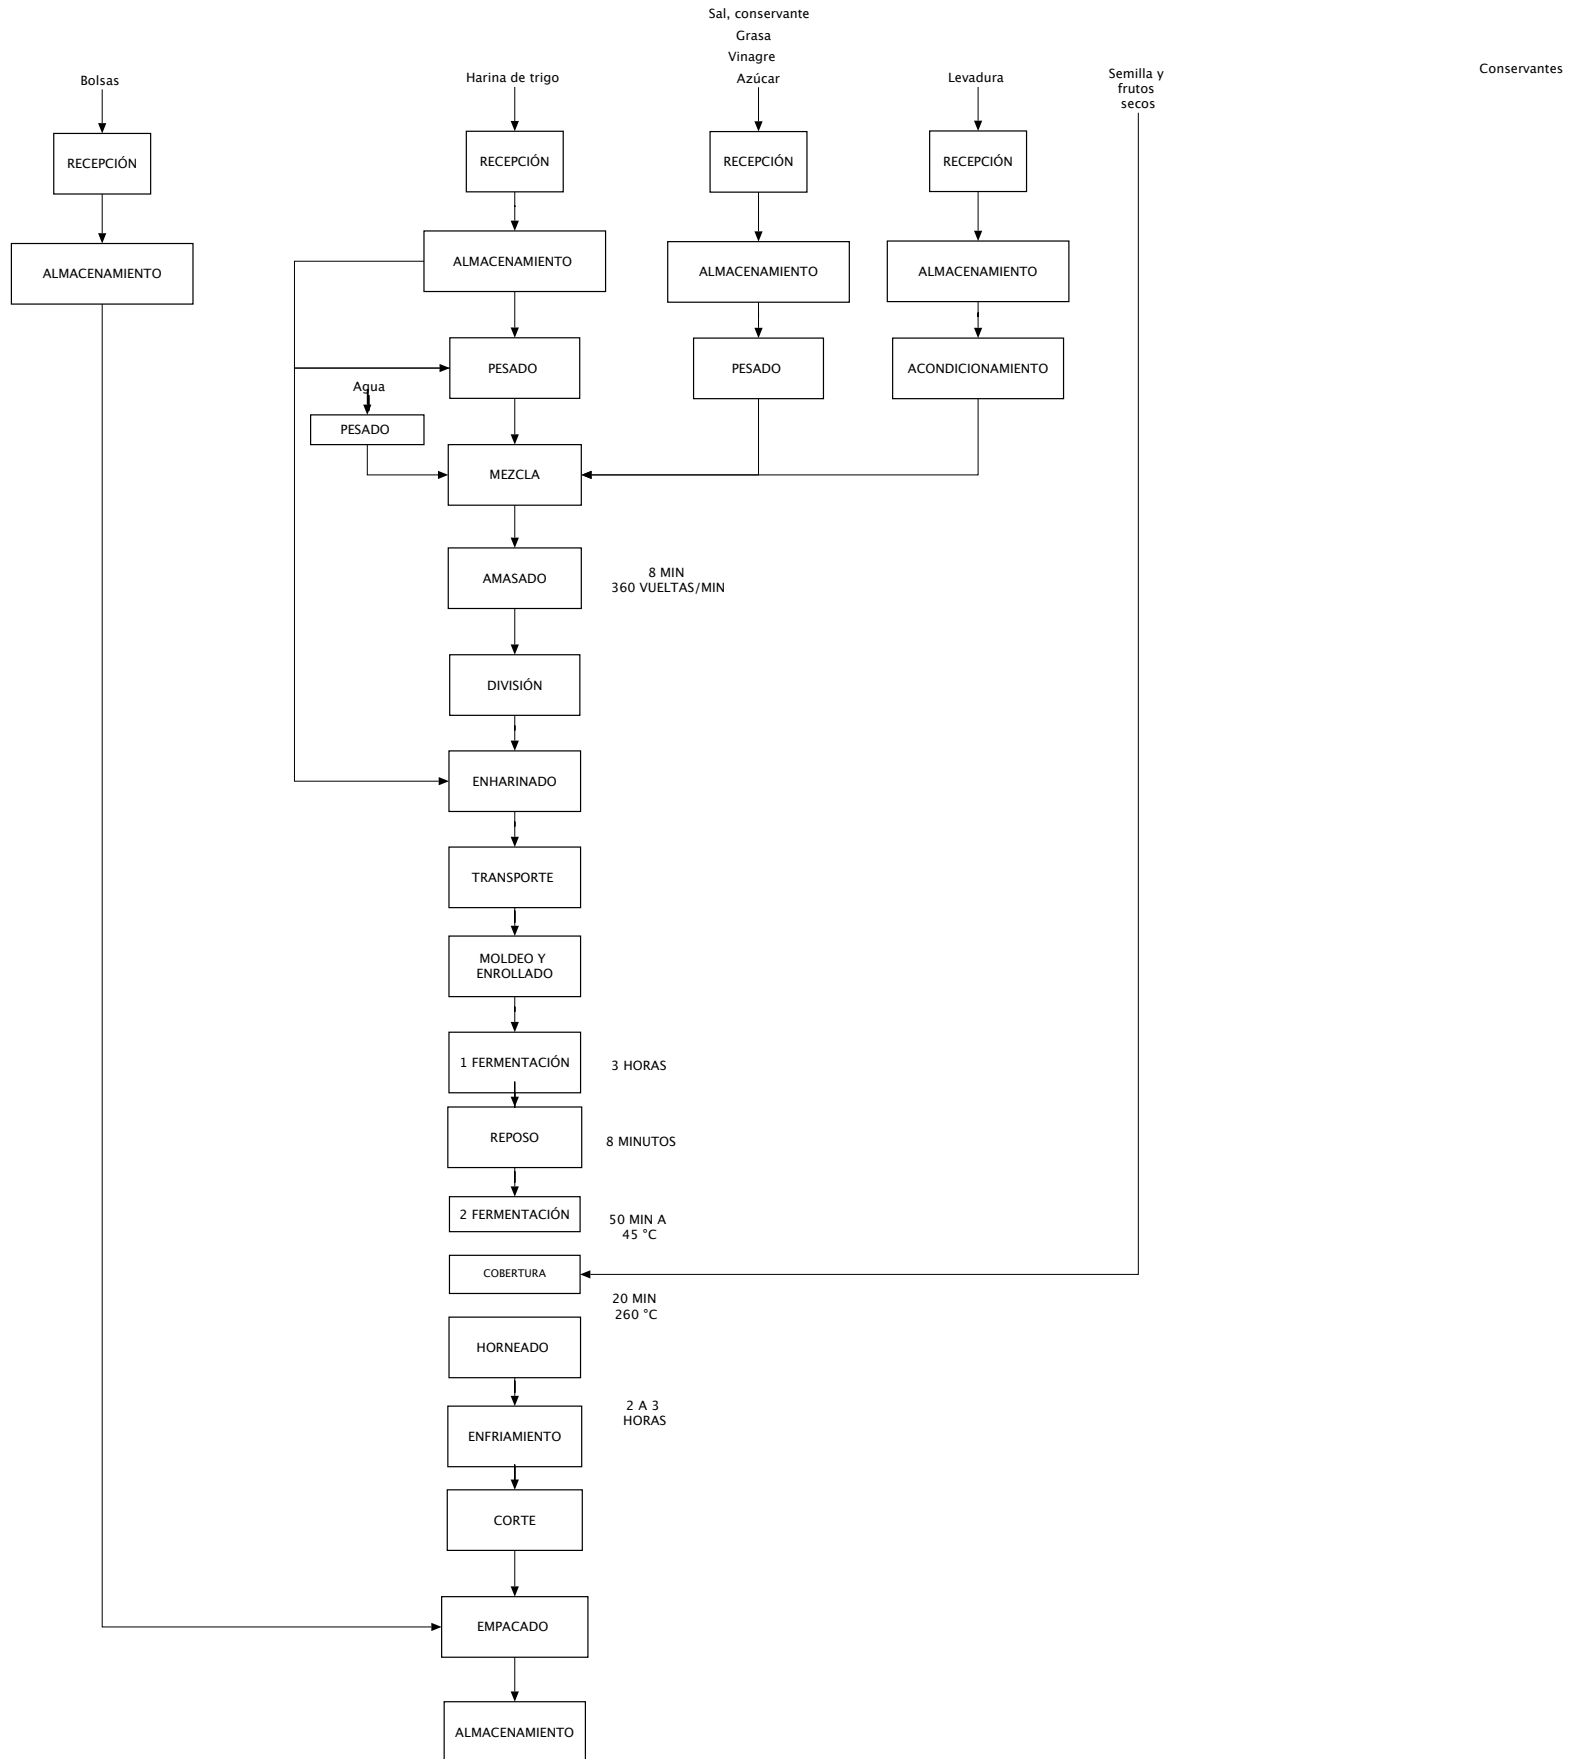 Sal, conservante
Grasa
Vinagre
Azúcar
Bolsas
Harina de trigo
Levadura
Semilla y
frutos
secos
Conservantes
RECEPCIÓN
RECEPCIÓN
RECEPCIÓN
RECEPCIÓN
ALMACENAMIENTO
ALMACENAMIENTO
ALMACENAMIENTO
ALMACENAMIENTO
PESADO
PESADO
ACONDICIONAMIENTO
Agua
PESADO
MEZCLA
AMASADO
8 MIN
360 VUELTAS/MIN
DIVISIÓN
ENHARINADO
TRANSPORTE
MOLDEO Y
ENROLLADO
1 FERMENTACIÓN
3 HORAS
REPOSO
8 MINUTOS
2 FERMENTACIÓN
50 MIN A
45 °C
COBERTURA
20 MIN
260 °C
HORNEADO
2 A 3
HORAS
ENFRIAMIENTO
CORTE
EMPACADO
ALMACENAMIENTO